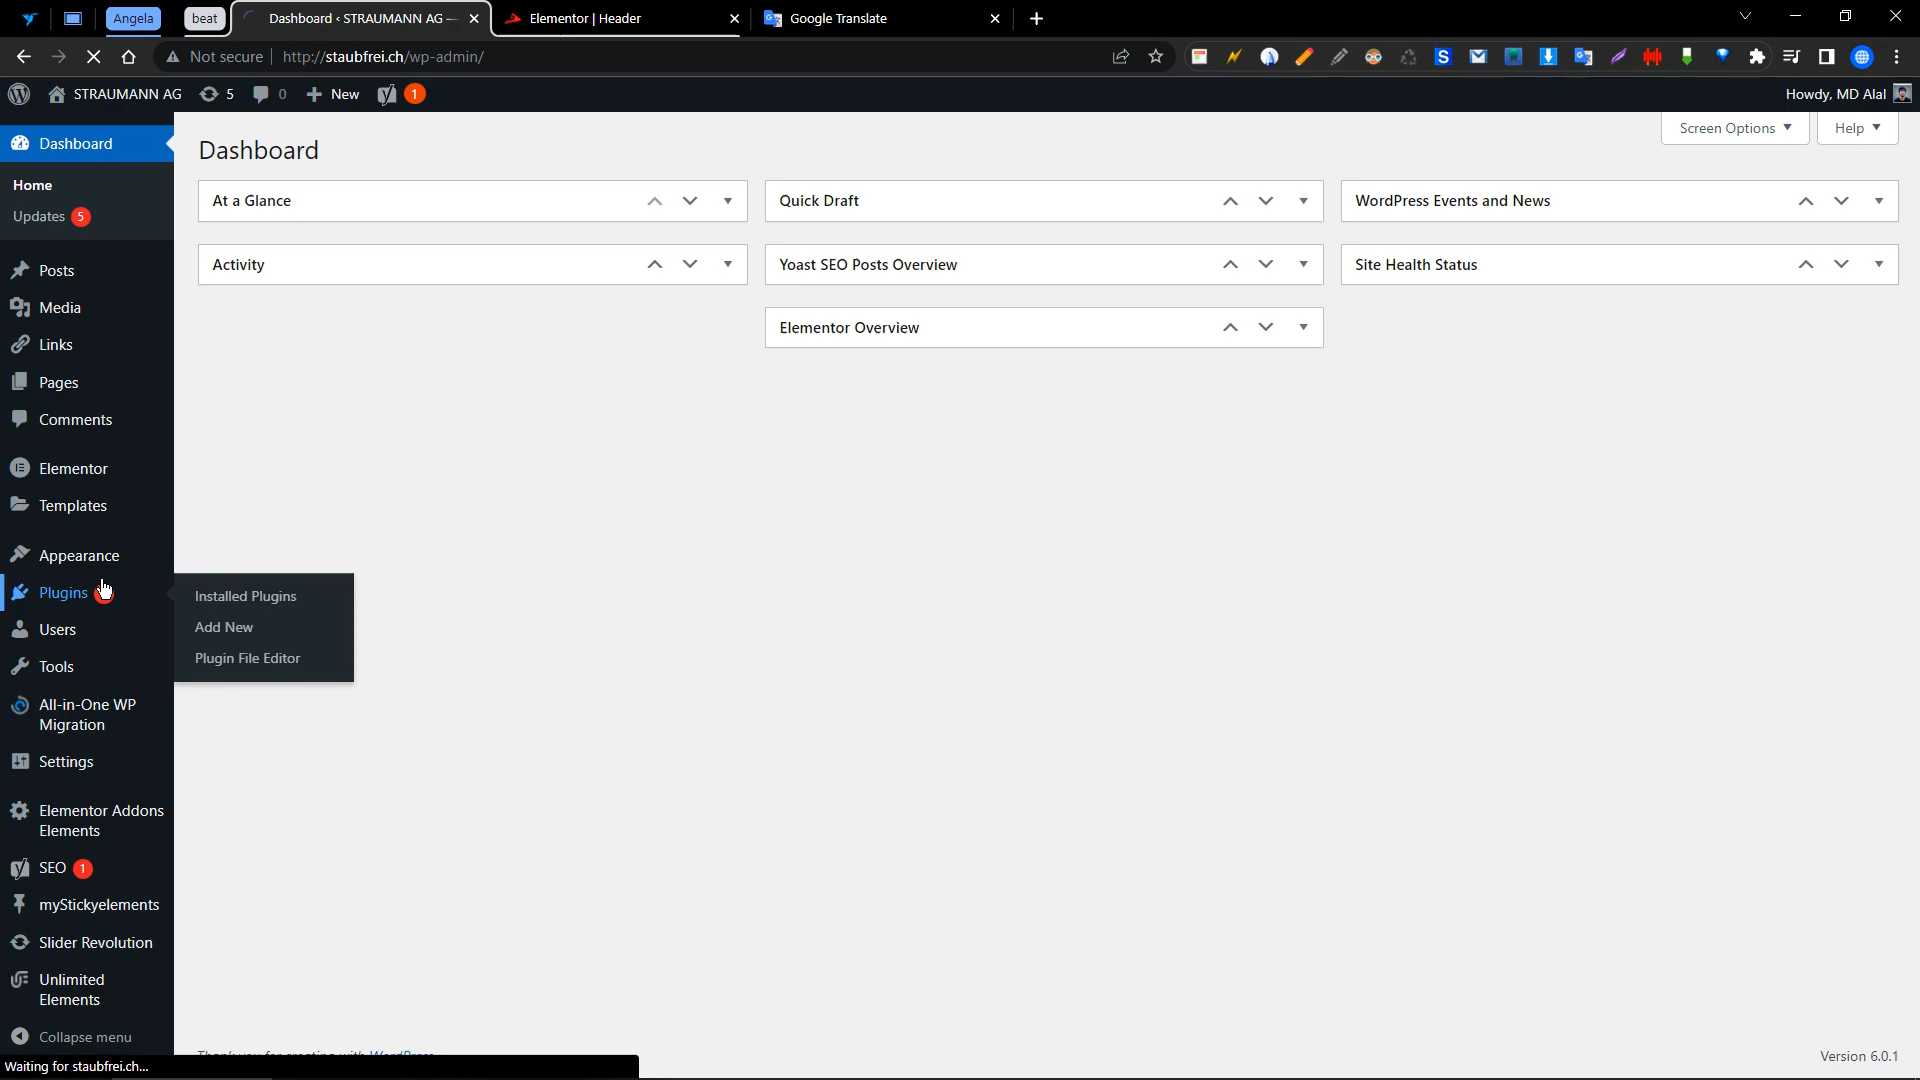 Angela
beat
Dashboard ‹ STRAUMANN AG —
Elementor | Header
Google Translate
Not secure
http://staubfrei.ch/wp-admin/
STRAUMANN AG
5
0
New
1
Howdy, MD Alal
Dashboard
Home
Updates 5
Posts
Media
Links
Pages
Comments
Elementor
Templates
Appearance
Plugins
Users
Tools
All-in-One WP
Migration
Settings
Elementor Addons
Elements
SEO 1
myStickyelements
Slider Revolution
Unlimited
Elements
Collapse menu
Installed Plugins
Add New
Plugin File Editor
Screen Options
Help
Dashboard
At a Glance
Activity
Quick Draft
Yoast SEO Posts Overview
Elementor Overview
WordPress Events and News
Site Health Status
Version 6.0.1
Waiting for staubfrei.ch...